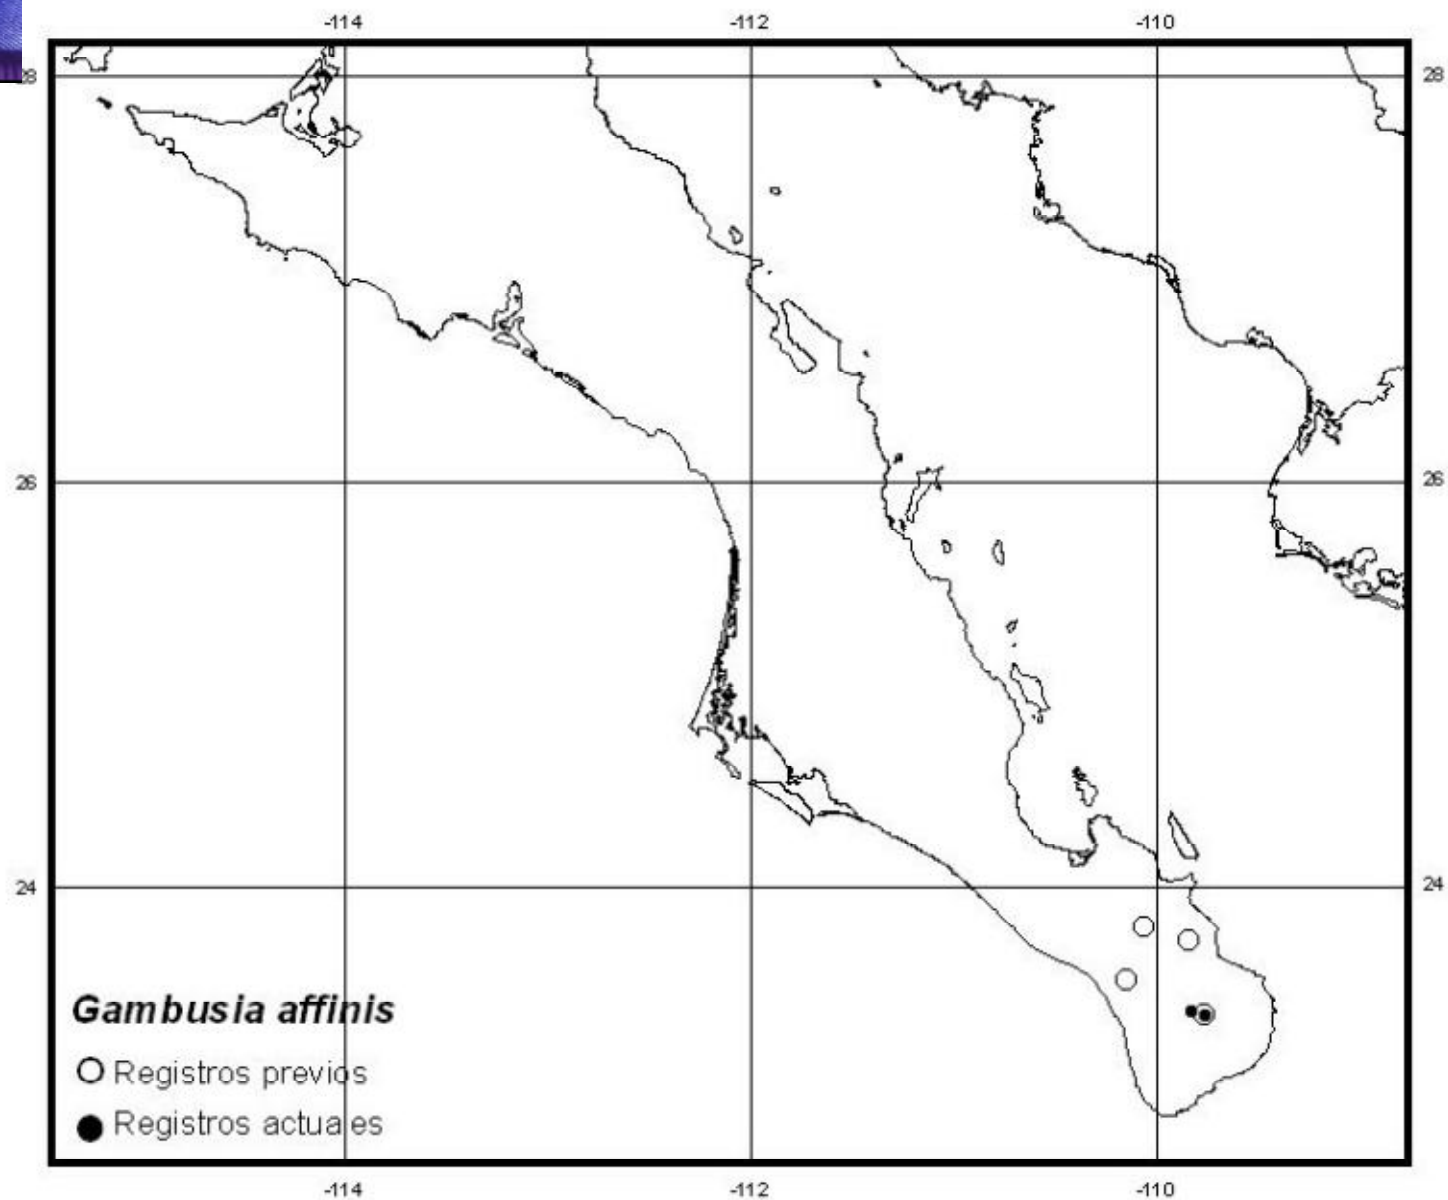 -114 -112 -110
28 28
26 26
24 24
Gambusia affinis
Registros previos
Registros actuales
-114 -112 -110